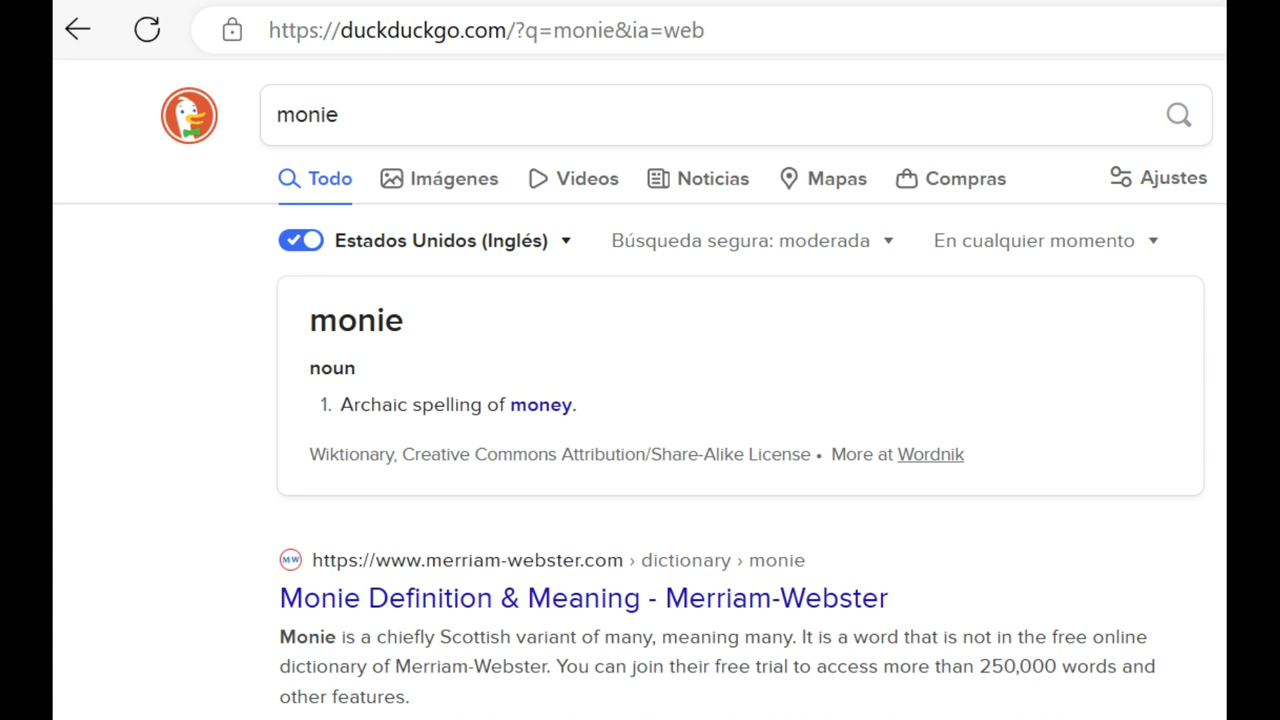 https://duckduckgo.com/?q=monie&ia=web
monie
Todo Imágenes Videos Noticias Mapas Compras Ajustes
Estados Unidos (Inglés) Búsqueda segura: moderada En cualquier momento
monie
noun
1. Archaic spelling of money.
Wiktionary, Creative Commons Attribution/Share-Alike License • More at Wordnik
MW https://www.merriam-webster.com › dictionary › monie
Monie Definition & Meaning - Merriam-Webster
Monie is a chiefly Scottish variant of many, meaning many. It is a word that is not in the free online
dictionary of Merriam-Webster. You can join their free trial to access more than 250,000 words and
other features.